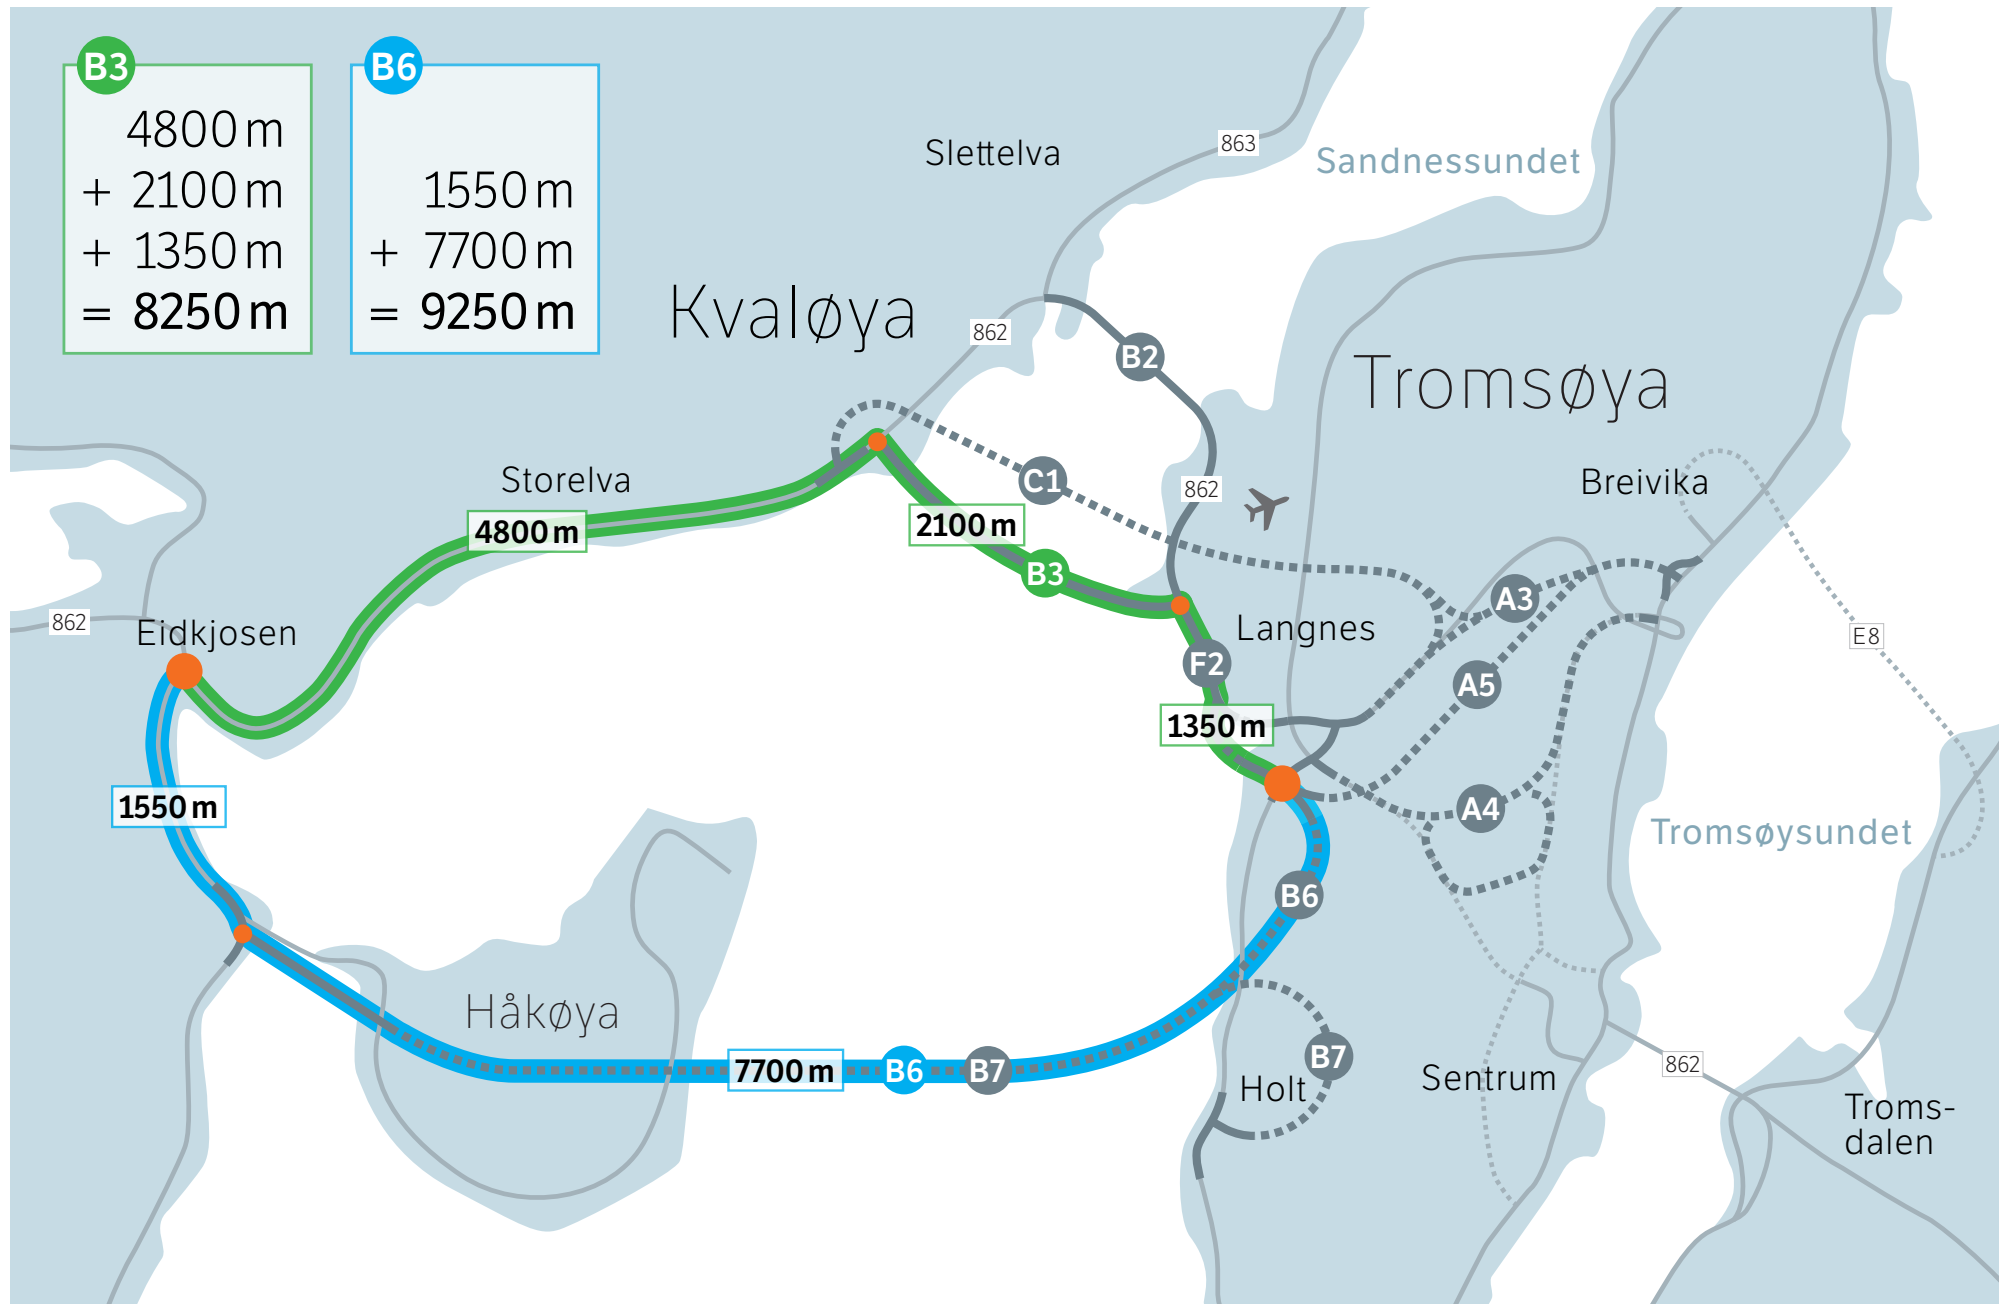 B3
4800 m
+ 2100 m
+ 1350 m
= 8250 m
B6
1550 m
+ 7700 m
= 9250 m
Slettelva
863
Sandnessundet
Kvaløya
862
B2
Tromsøya
Storelva
4800 m
C1
862
Breivika
2100 m
B3
A3
862
Eidkjosen
Langnes
E8
F2
A5
1350 m
1550 m
A4
Tromsøysundet
B6
Håkøya
7700 m
B6
B7
B7
Holt
Sentrum
862
Troms-
dalen